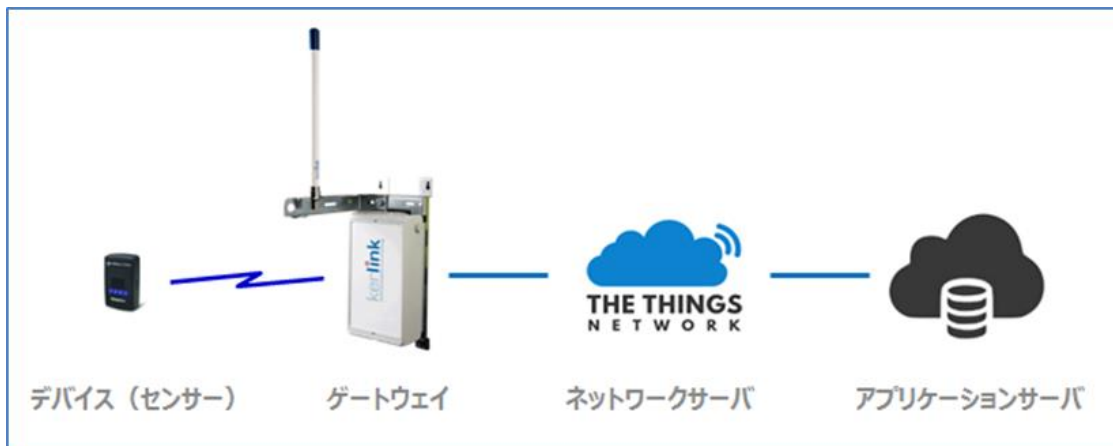 kerlink
THE THINGS
NETWORK
デバイス（センサー）
ゲートウェイ
ネットワークサーバ
アプリケーションサーバ